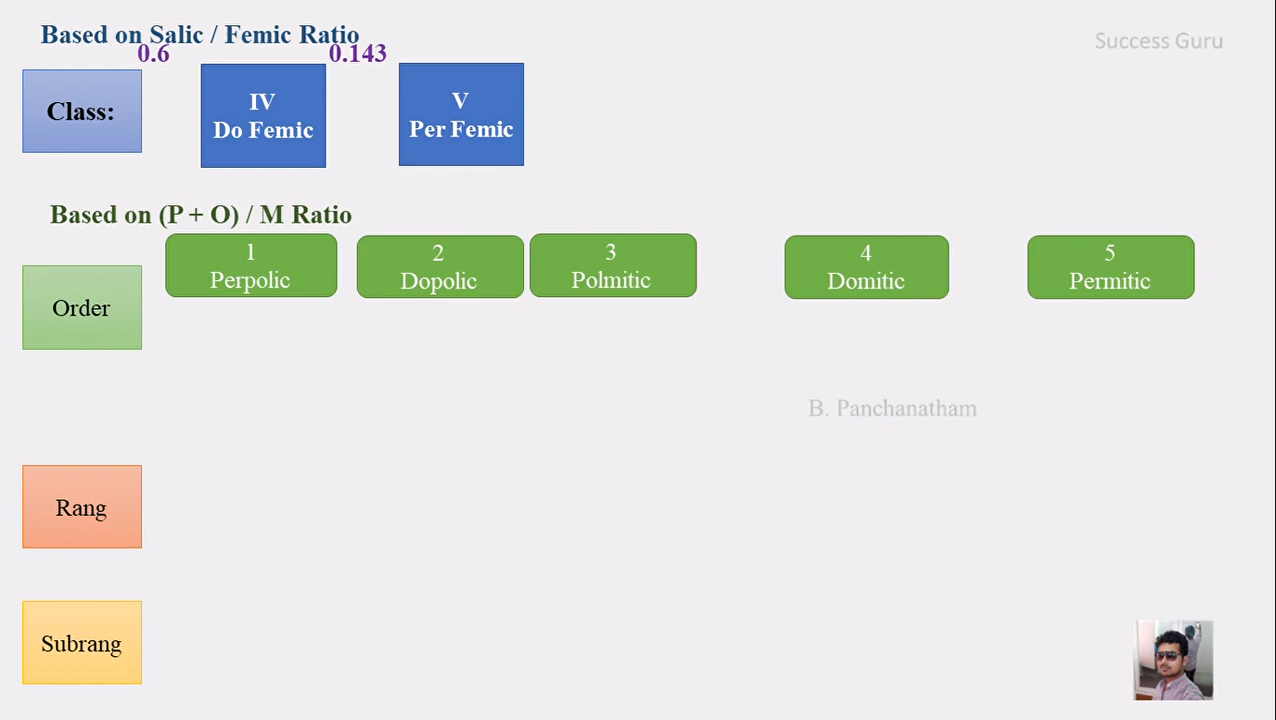 Based on Salic / Femic Ratio
Success Guru
0.6
0.143
Class:
IV
Do Femic
V
Per Femic
Based on (P + O) / M Ratio
Order
1
Perpolic
2
Dopolic
3
Polmitic
4
Domitic
5
Permitic
B. Panchanatham
Rang
Subrang